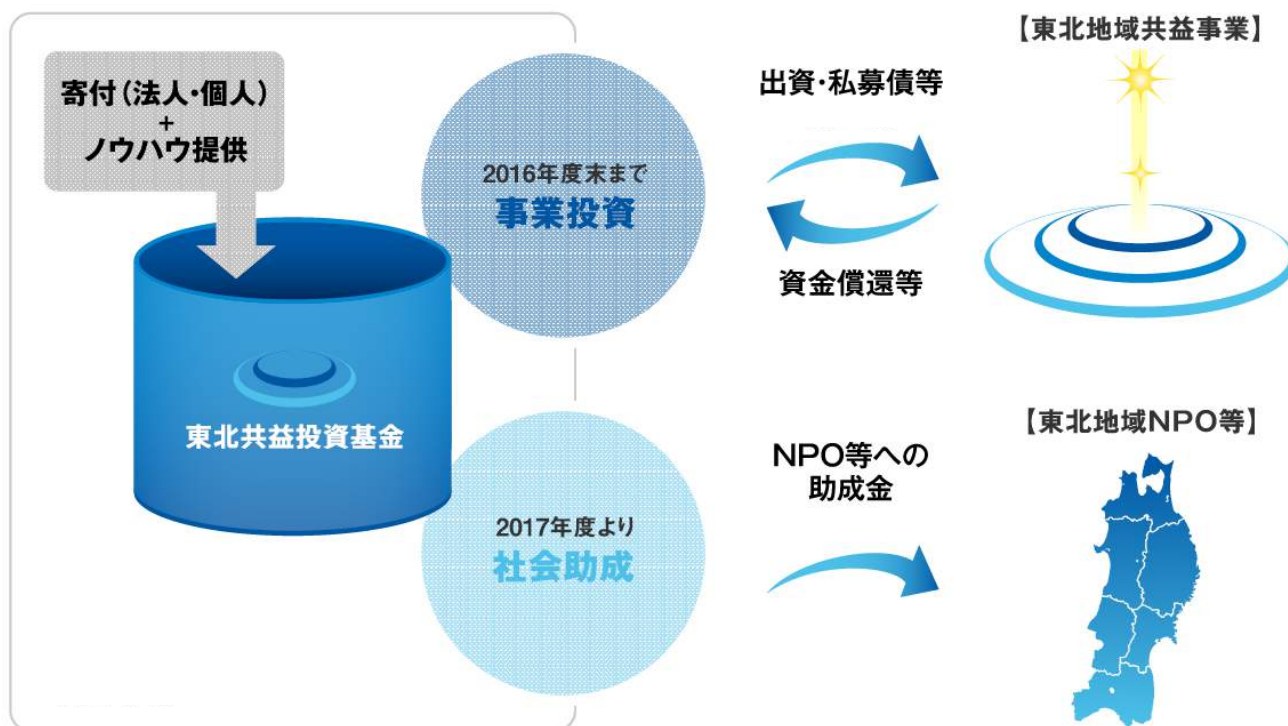 寄付(法人・個人)
+
ノウハウ提供
東北共益投資基金
2016年度末まで
事業投資
2017年度より
社会助成
出資・私募債等
資金償還等
NPO等への
助成金
【東北地域共益事業】
【東北地域NPO等】